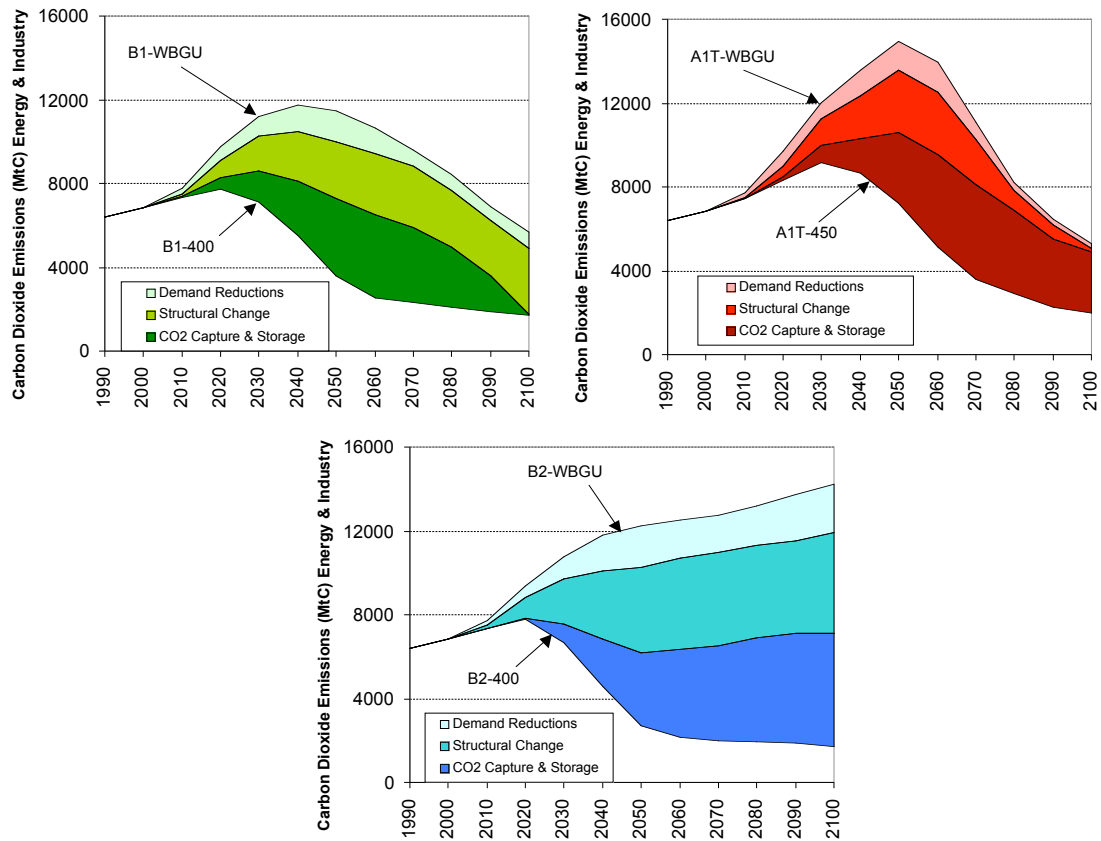 Carbon Dioxide Emissions (MtC) Energy & Industry
16000
12000
8000
4000
0
B1-WBGU
B1-400
Demand Reductions
Structural Change
CO2 Capture & Storage
1990
2000
2010
2020
2030
2040
2050
2060
2070
2080
2090
2100
Carbon Dioxide Emissions (MtC) Energy & Industry
16000
12000
8000
4000
0
A1T-WBGU
A1T-450
Demand Reductions
Structural Change
CO2 Capture & Storage
1990
2000
2010
2020
2030
2040
2050
2060
2070
2080
2090
2100
Carbon Dioxide Emissions (MtC) Energy & Industry
16000
12000
8000
4000
0
B2-WBGU
B2-400
Demand Reductions
Structural Change
CO2 Capture & Storage
1990
2000
2010
2020
2030
2040
2050
2060
2070
2080
2090
2100